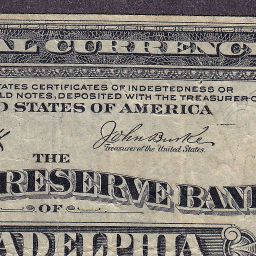 AL CURRENC
TATES CERTIFICATES OF INDEBTEDNESS OR
LD NOTES, DEPOSITED WITH THE TREASURER O
D STATES OF AMERICA
John Burke
Treasurer of the United States.
THE
RESERVE BANK
OF
ADELPHIA